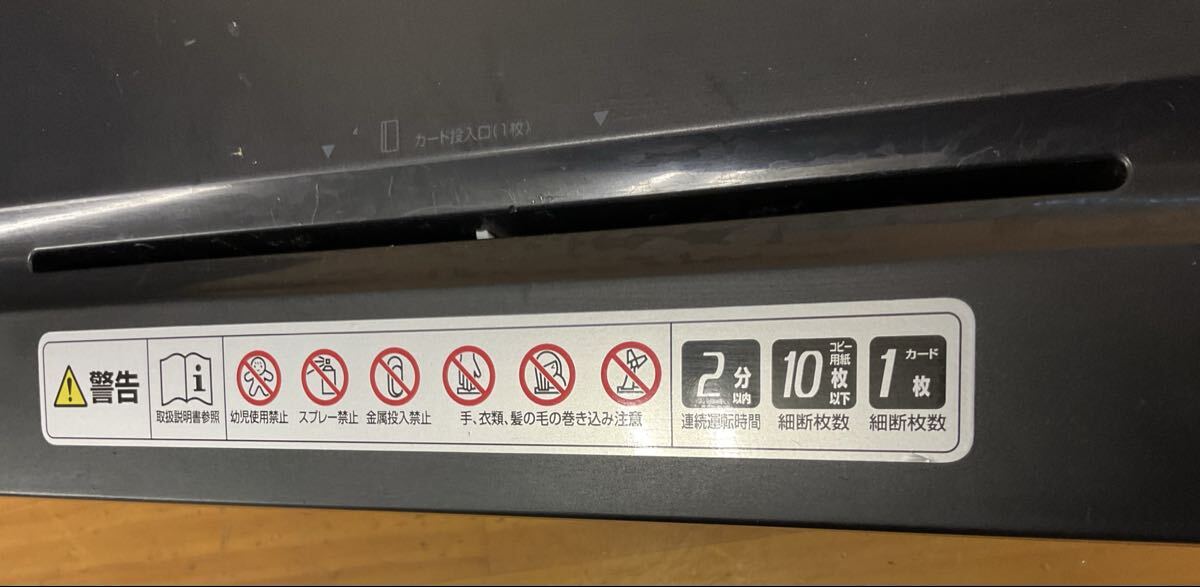 カード投入口(1枚)
警告
取扱説明書参照
幼児使用禁止
スプレー禁止
金属投入禁止
手、衣類、髪の毛の巻き込み注意
2分以内
連続運転時間
コピー用紙
10枚以下
細断枚数
カード
1枚
細断枚数